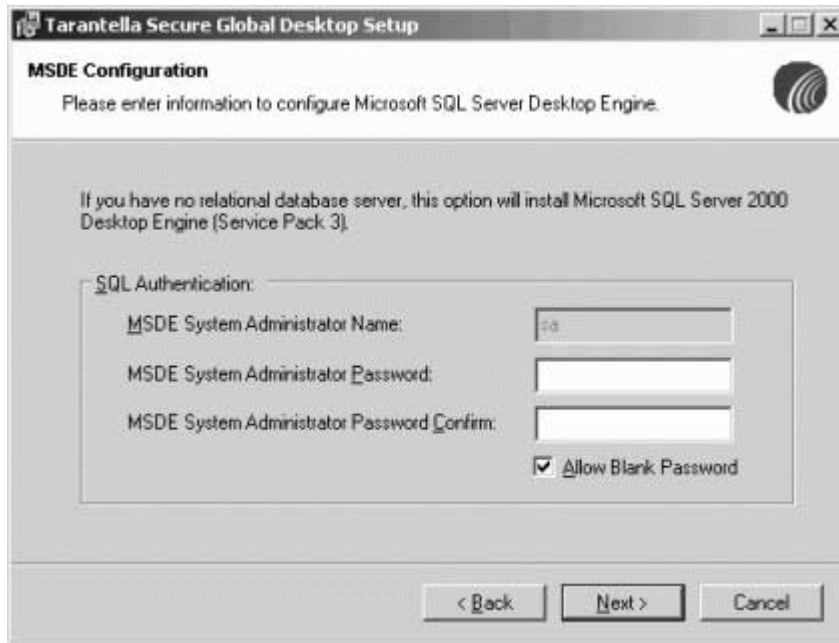 Tarantella Secure Global Desktop Setup
MSDE Configuration
Please enter information to configure Microsoft SQL Server Desktop Engine.
If you have no relational database server, this option will install Microsoft SQL Server 2000
Desktop Engine (Service Pack 3).
SQL Authentication:
MSDE System Administrator Name:
sa
MSDE System Administrator Password:
MSDE System Administrator Password Confirm:
Allow Blank Password
< Back
Next >
Cancel